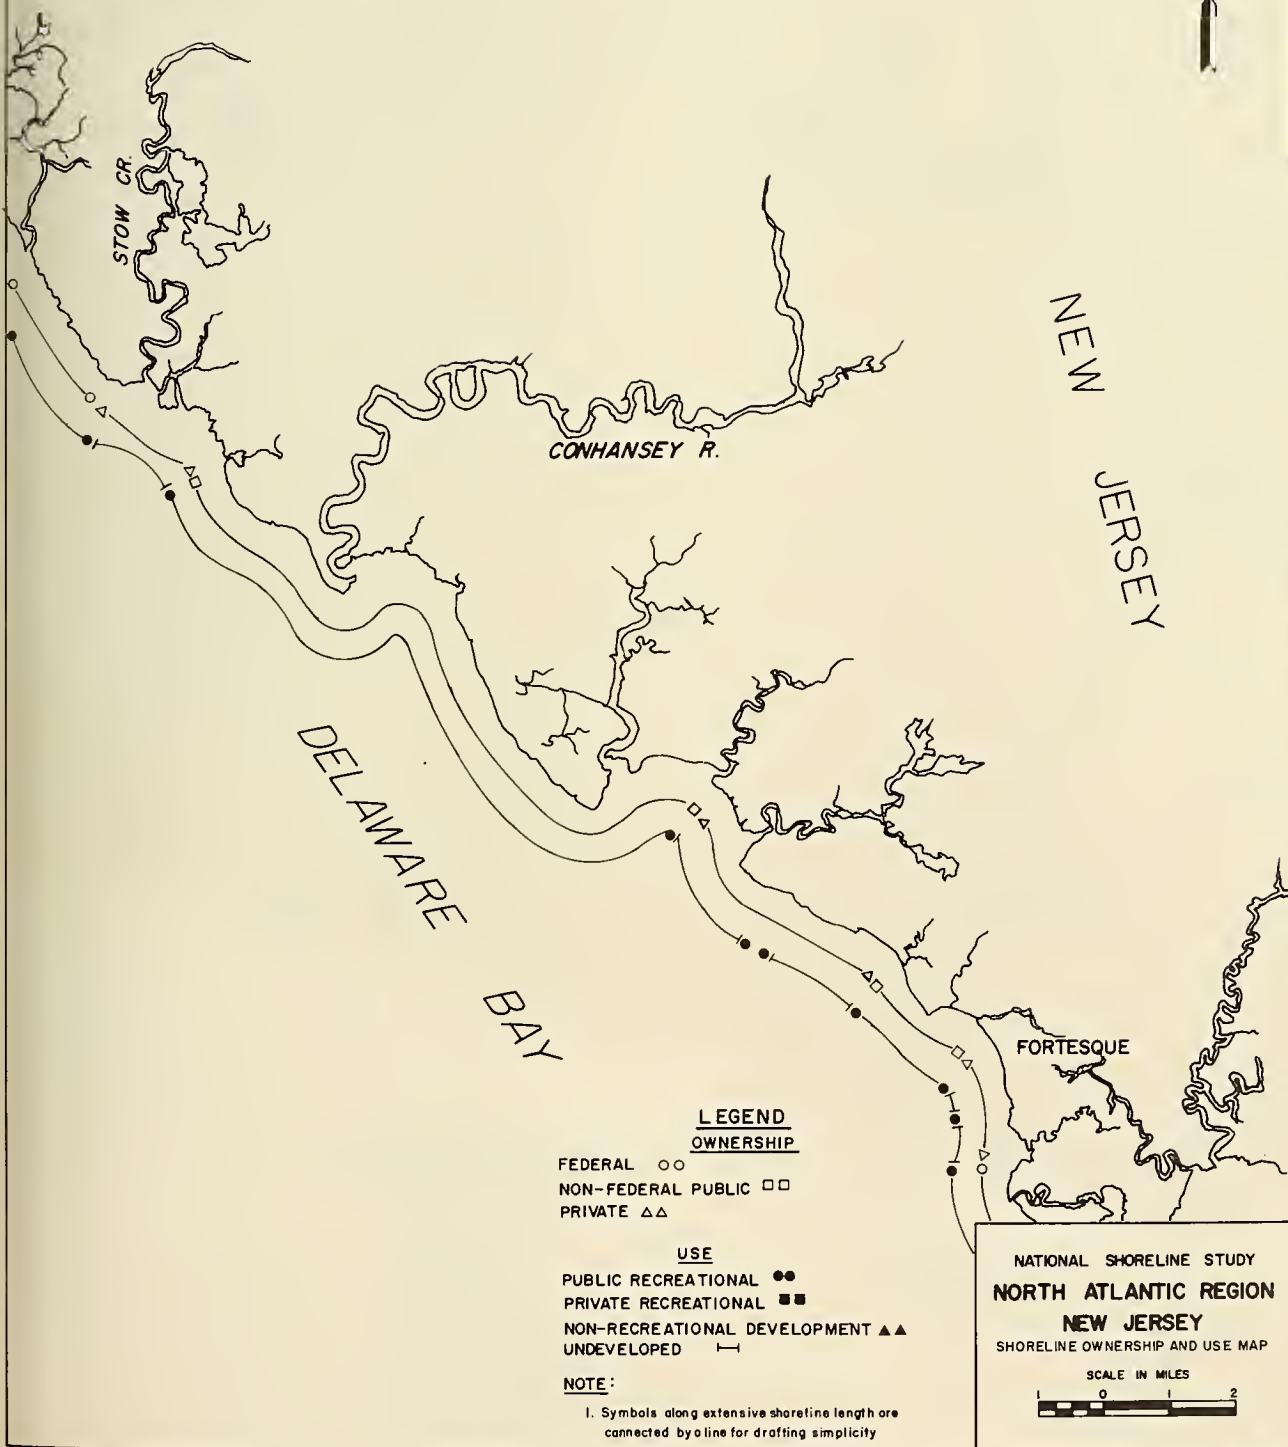 STOW CR.
CONHANSEY R.
NEW
JERSEY
DELAWARE
BAY
FORTESQUE
LEGEND
OWNERSHIP
FEDERAL
NON-FEDERAL PUBLIC
PRIVATE
USE
PUBLIC RECREATIONAL
PRIVATE RECREATIONAL
NON-RECREATIONAL DEVELOPMENT
UNDEVELOPED
NOTE:
1. Symbols along extensive shoreline length are
connected by a line for drafting simplicity
NATIONAL SHORELINE STUDY
NORTH ATLANTIC REGION
NEW JERSEY
SHORELINE OWNERSHIP AND USE MAP
SCALE IN MILES
1 0 1 2